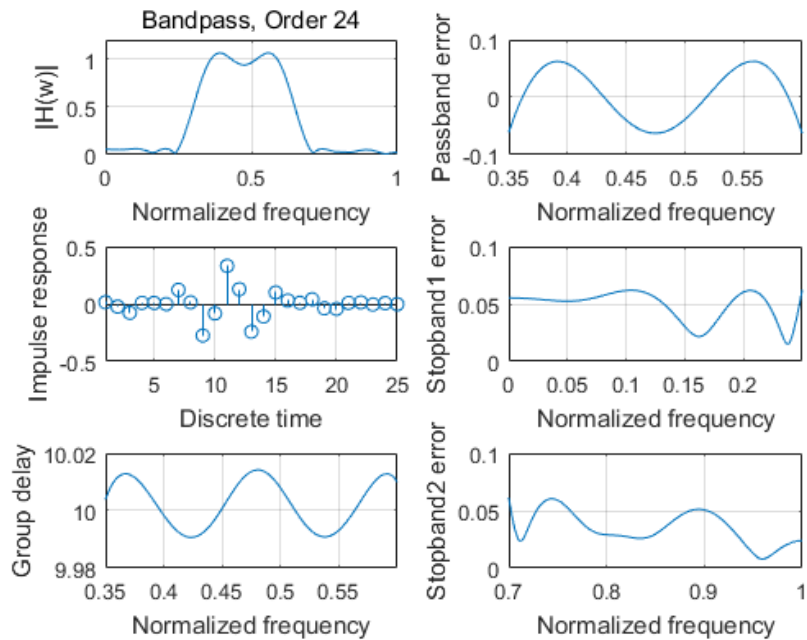 Bandpass, Order 24
|H(w)|
1
0.5
0
0 0.5 1
Normalized frequency
Passband error
0.1
0
-0.1
0.35 0.4 0.45 0.5 0.55
Normalized frequency
Impulse response
0.5
0
-0.5
5 10 15 20 25
Discrete time
Stopband1 error
0.1
0.05
0
0 0.05 0.1 0.15 0.2
Normalized frequency
Group delay
10.02
10
9.98
0.35 0.4 0.45 0.5 0.55
Normalized frequency
Stopband2 error
0.1
0.05
0
0.7 0.8 0.9 1
Normalized frequency